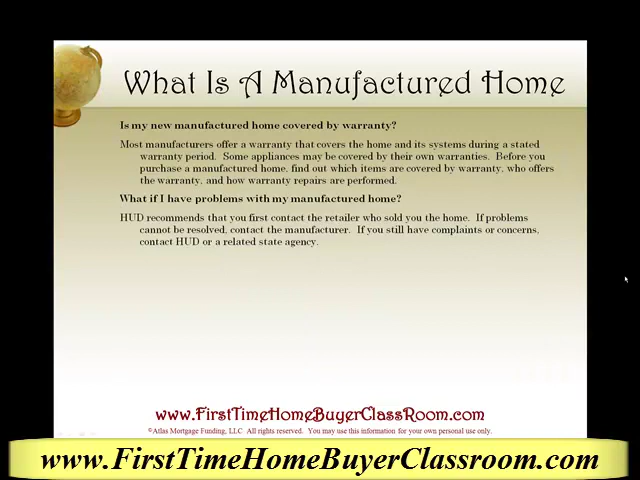 What Is A Manufactured Home
Is my new manufactured home covered by warranty?
Most manufacturers offer a warranty that covers the home and its systems during a stated
warranty period. Some appliances may be covered by their own warranties. Before you
purchase a manufactured home, find out which items are covered by warranty, who offers
the warranty, and how warranty repairs are performed.
What if I have problems with my manufactured home?
HUD recommends that you first contact the retailer who sold you the home. If problems
cannot be resolved, contact the manufacturer. If you still have complaints or concerns,
contact HUD or a related state agency.
www.FirstTimeHomeBuyerClassRoom.com
©Atlas Mortgage Funding, LLC All rights reserved. You may use this information for your own personal use only.
www.FirstTimeHomeBuyerClassroom.com